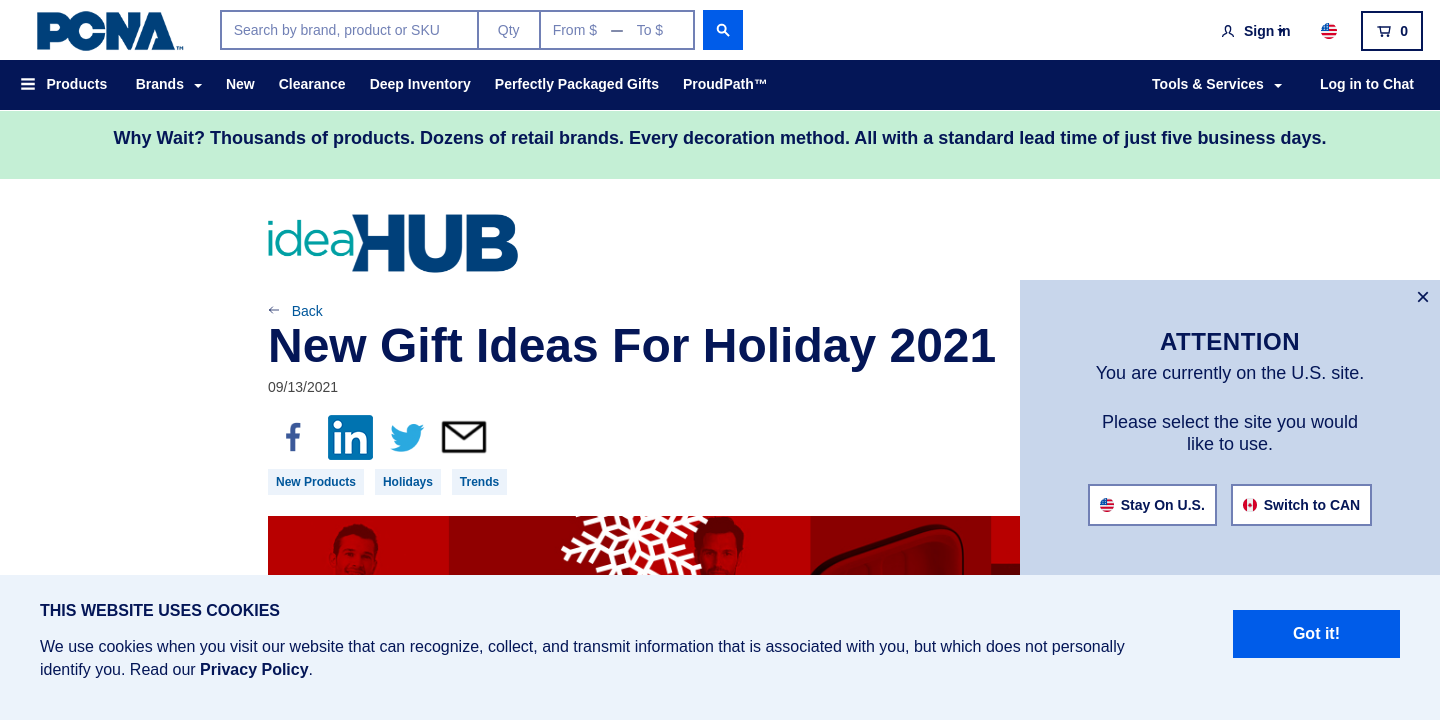 PCNA™
Search by brand, product or SKU
Qty
From $ — To $
Sign in
0
Products
Brands
New
Clearance
Deep Inventory
Perfectly Packaged Gifts
ProudPath™
Tools & Services
Log in to Chat
Why Wait? Thousands of products. Dozens of retail brands. Every decoration method. All with a standard lead time of just five business days.
ideaHUB
Back
New Gift Ideas For Holiday 2021
09/13/2021
f
in
New Products
Holidays
Trends
×
ATTENTION
You are currently on the U.S. site.
Please select the site you would
like to use.
Stay On U.S.
Switch to CAN
THIS WEBSITE USES COOKIES
We use cookies when you visit our website that can recognize, collect, and transmit information that is associated with you, but which does not personally
identify you. Read our Privacy Policy.
Got it!